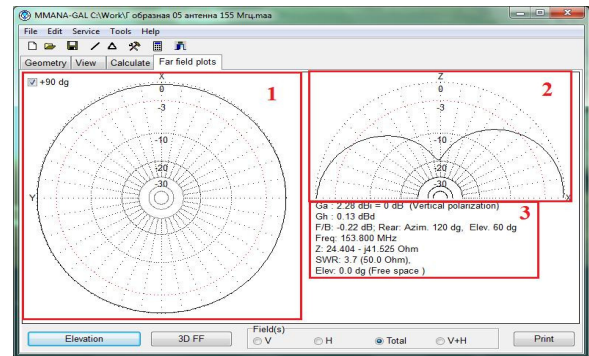 MMANA-GAL C:\Work\Г образная 05 антенна 155 Мгц.maa
File Edit Service Tools Help
Geometry View Calculate Far field plots
+90 dg
X
0
-3
-10
-20
-30
Y
1
Z
0
-3
-10
-20
-30
X
2
Ga : 2.28 dBi = 0 dB (Vertical polarization)
Gh : 0.13 dBd
F/B: -0.22 dB; Rear: Azim. 120 dg, Elev. 60 dg
Freq: 153.800 MHz
Z: 24.404 - j41.525 Ohm
SWR: 3.7 (50.0 Ohm),
Elev: 0.0 dg (Free space )
3
Elevation
3D FF
Field(s)
V
H
Total
V+H
Print